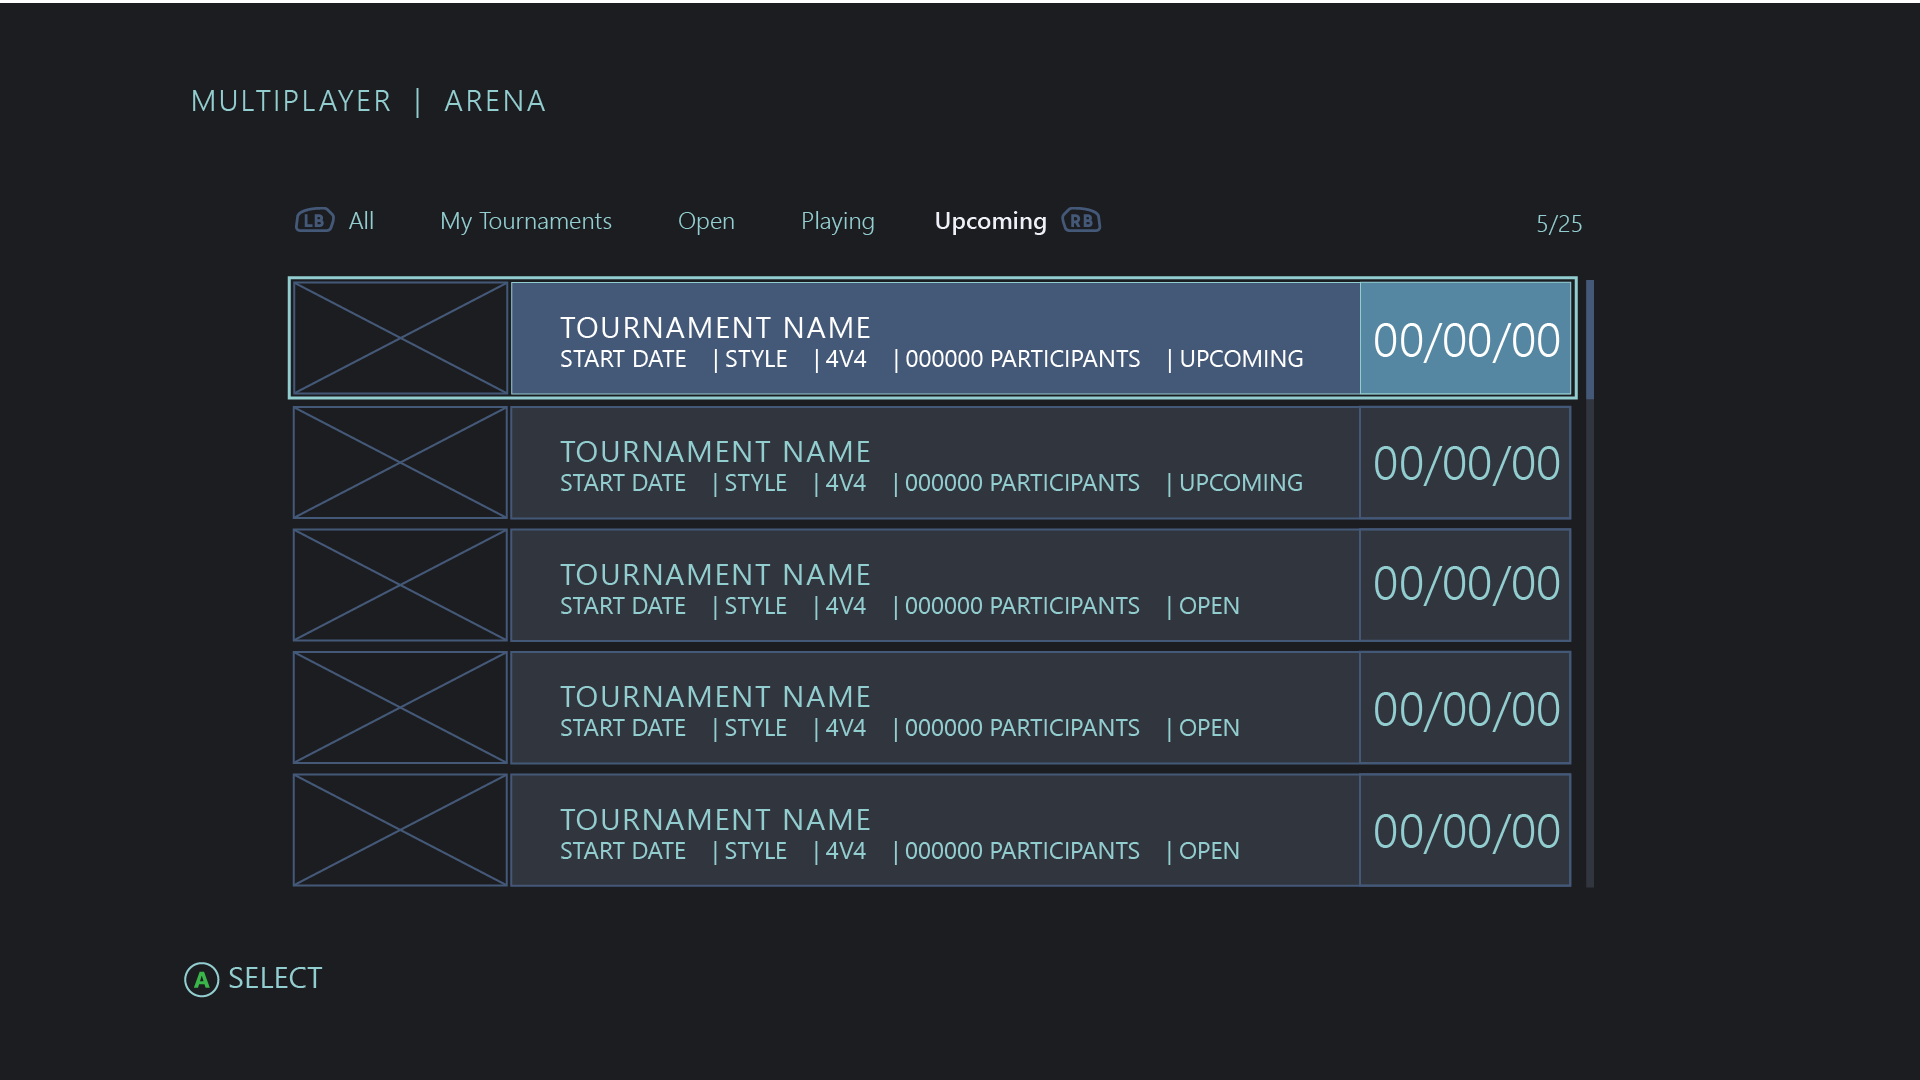 MULTIPLAYER | ARENA
LB All My Tournaments Open Playing Upcoming RB 5/25
TOURNAMENT NAME
START DATE | STYLE | 4V4 | 000000 PARTICIPANTS | UPCOMING
00/00/00
TOURNAMENT NAME
START DATE | STYLE | 4V4 | 000000 PARTICIPANTS | UPCOMING
00/00/00
TOURNAMENT NAME
START DATE | STYLE | 4V4 | 000000 PARTICIPANTS | OPEN
00/00/00
TOURNAMENT NAME
START DATE | STYLE | 4V4 | 000000 PARTICIPANTS | OPEN
00/00/00
TOURNAMENT NAME
START DATE | STYLE | 4V4 | 000000 PARTICIPANTS | OPEN
00/00/00
A SELECT